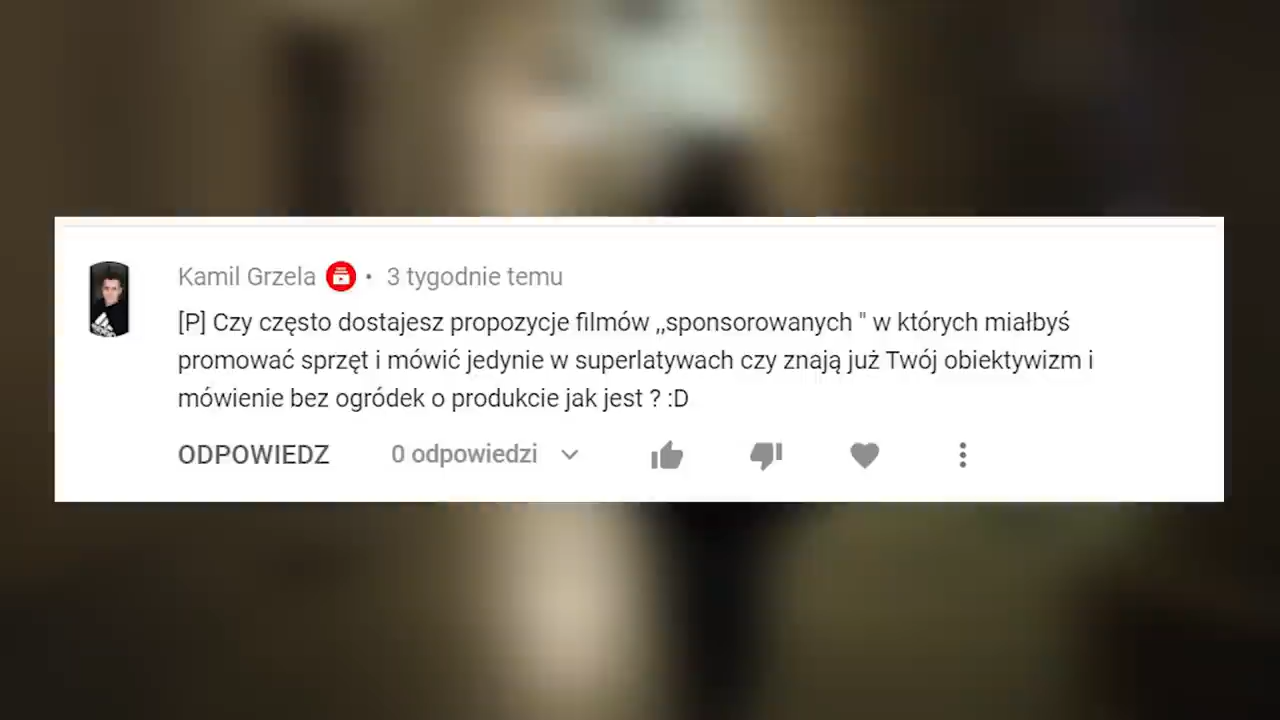 Kamil Grzela • 3 tygodnie temu
[P] Czy często dostajesz propozycje filmów ,,sponsorowanych " w których miałbyś
promować sprzęt i mówić jedynie w superlatywach czy znają już Twój obiektywizm i
mówienie bez ogródek o produkcie jak jest ? :D
ODPOWIEDZ 0 odpowiedzi